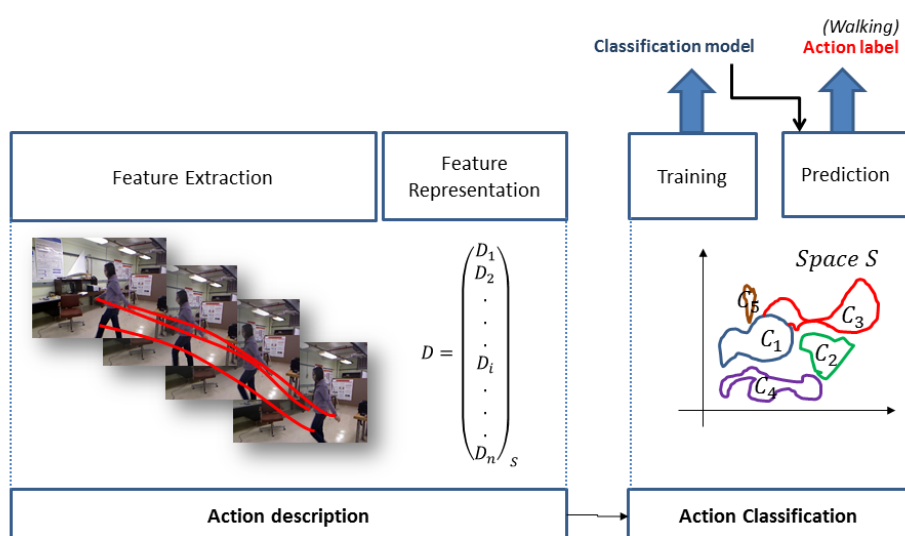 (Walking)
Classification model
Action label
Feature Extraction
Feature
Representation
Training
Prediction
D =
D₁
D₂
.
.
.
Dᵢ
.
.
.
Dₙ
S
Space S
C₅
C₃
C₁
C₂
C₄
Action description
Action Classification